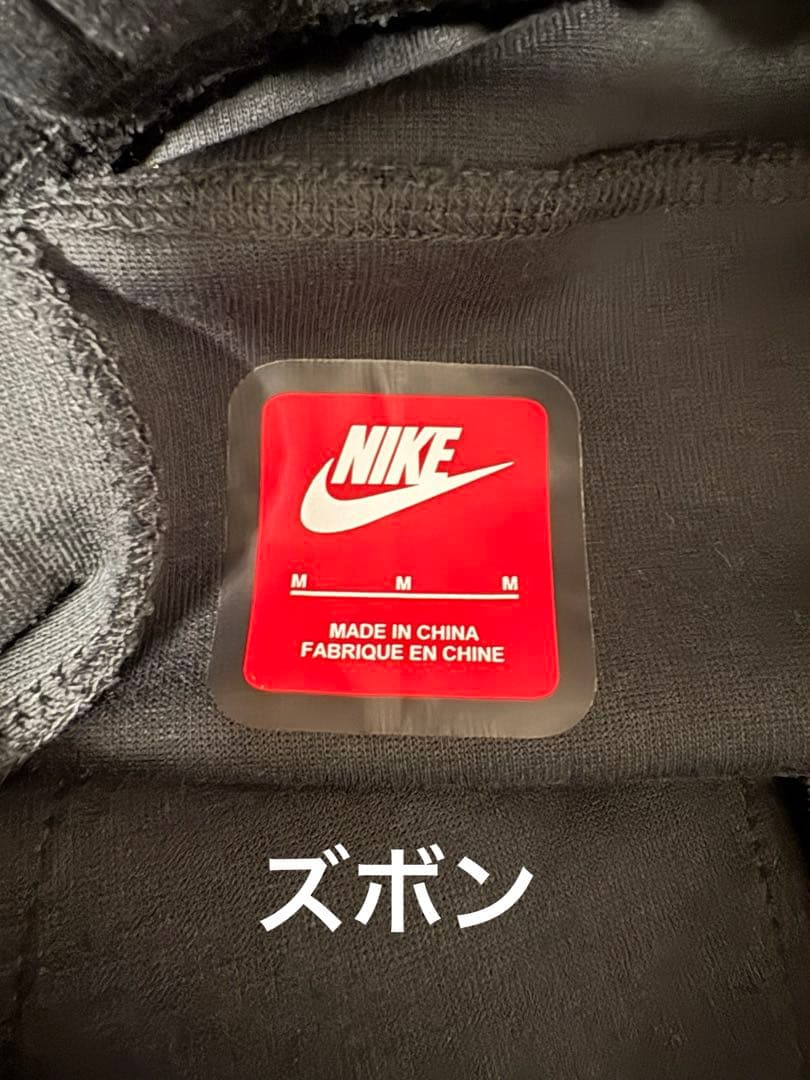 NIKE
M M M
MADE IN CHINA
FABRIQUE EN CHINE
ズボン